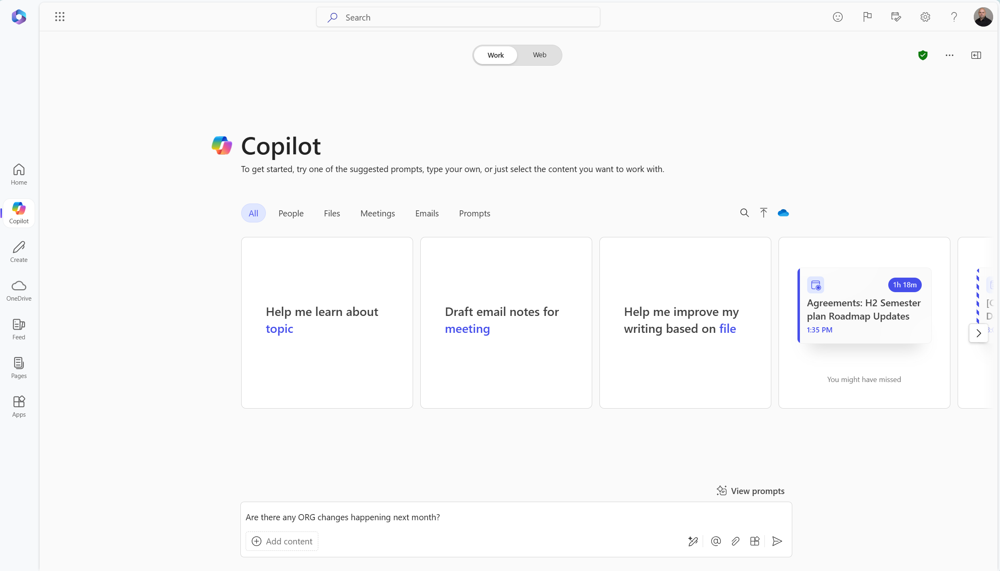 Search
Work
Web
Copilot
To get started, try one of the suggested prompts, type your own, or just select the content you want to work with.
Home
Copilot
Create
OneDrive
Feed
Pages
Apps
All
People
Files
Meetings
Emails
Prompts
Help me learn about
topic
Draft email notes for
meeting
Help me improve my
writing based on file
1h 18m
Agreements: H2 Semester
plan Roadmap Updates
1:35 PM
You might have missed
View prompts
Are there any ORG changes happening next month?
Add content